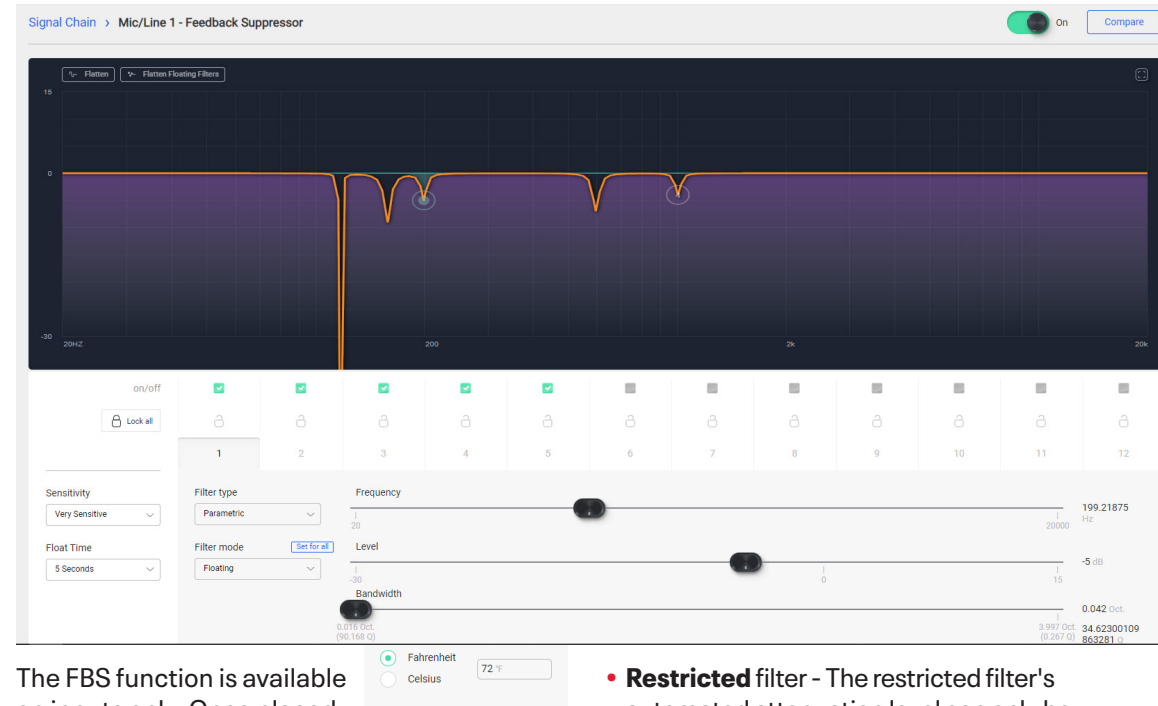 Signal Chain › Mic/Line 1 - Feedback Suppressor
On
Compare
Flatten
Flatten Floating Filters
15
0
-30
20HZ
200
2k
20k
on/off
Lock all
1 2 3 4 5 6 7 8 9 10 11 12
Sensitivity
Very Sensitive
Float Time
5 Seconds
Filter type
Parametric
Filter mode
Set for all
Floating
Frequency
20
20000
199.21875
Hz
Level
-30
0
15
-5 dB
Bandwidth
0.016 Oct.
(90.168 Q)
3.997 Oct.
(0.267 Q)
0.042 Oct.
34.62300109
863281 Q
Fahrenheit
Celsius
72 °F
The FBS function is available
• Restricted filter - The restricted filter's